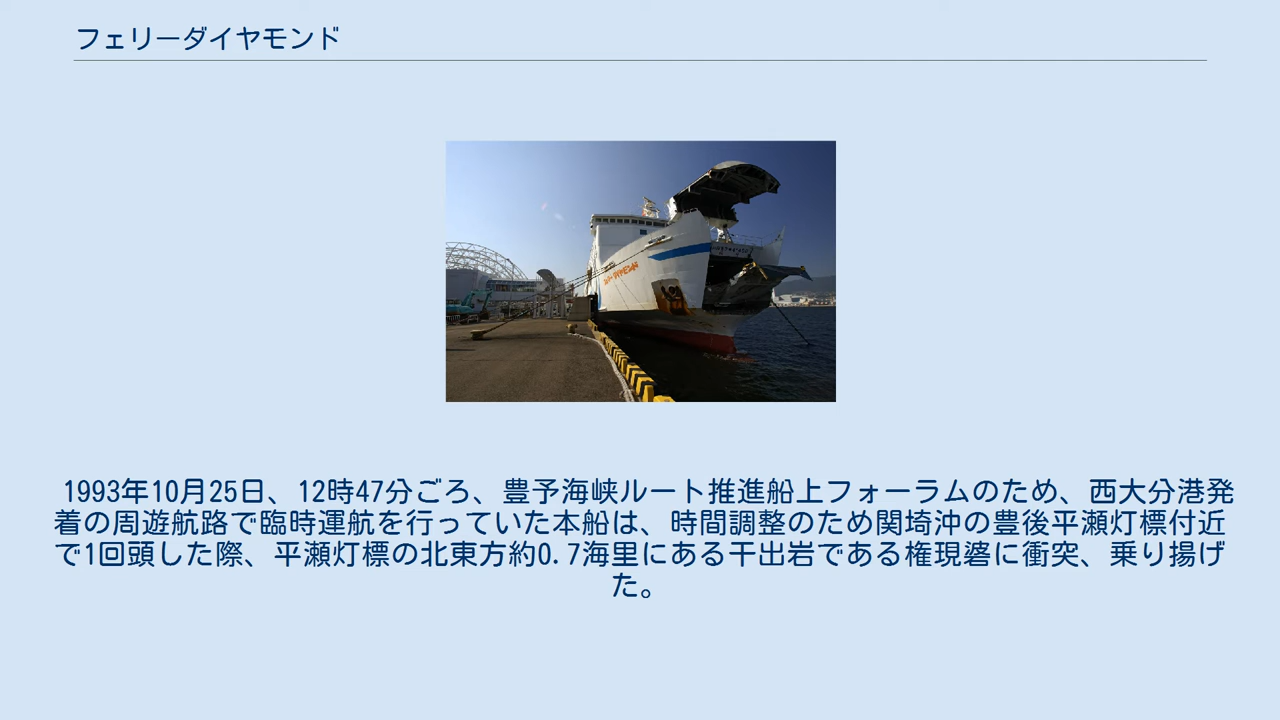 フェリーダイヤモンド
1993年10月25日、12時47分ごろ、豊予海峡ルート推進船上フォーラムのため、西大分港発
着の周遊航路で臨時運航を行っていた本船は、時間調整のため関埼沖の豊後平瀬灯標付近
で1回頭した際、平瀬灯標の北東方約0.7海里にある干出岩である権現碆に衝突、乗り揚げ
た。